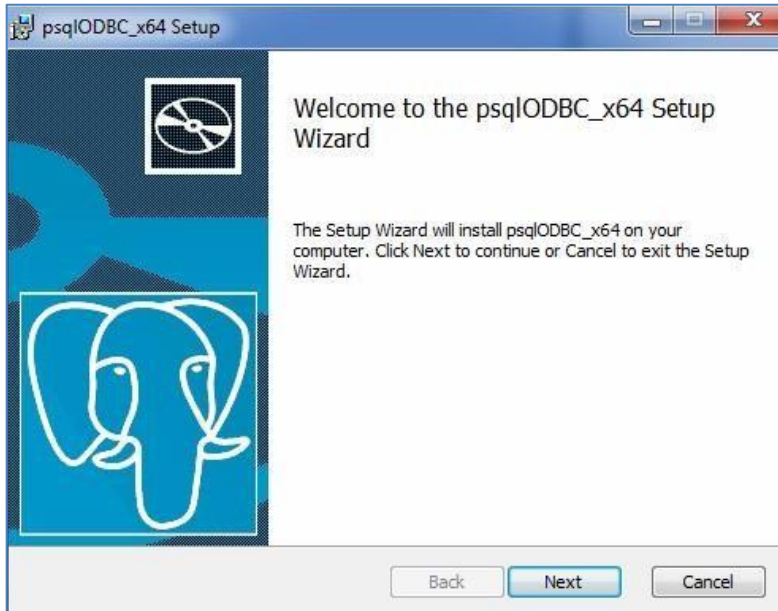 psqlODBC_x64 Setup
Welcome to the psqlODBC_x64 Setup
Wizard
The Setup Wizard will install psqlODBC_x64 on your
computer. Click Next to continue or Cancel to exit the Setup
Wizard.
Back Next Cancel